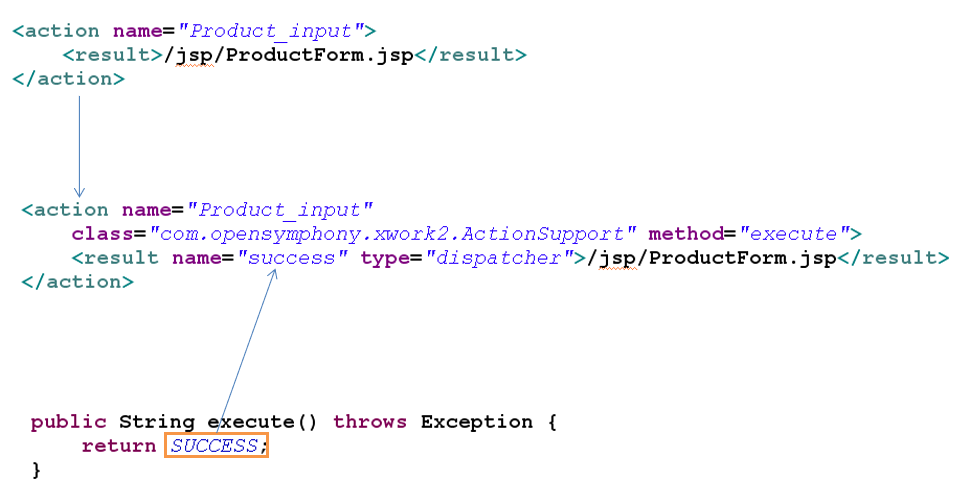 <action name="Product_input">
<result>/jsp/ProductForm.jsp</result>
</action>
<action name="Product_input"
class="com.opensymphony.xwork2.ActionSupport" method="execute">
<result name="success" type="dispatcher">/jsp/ProductForm.jsp</result>
</action>
public String execute() throws Exception {
return SUCCESS;
}